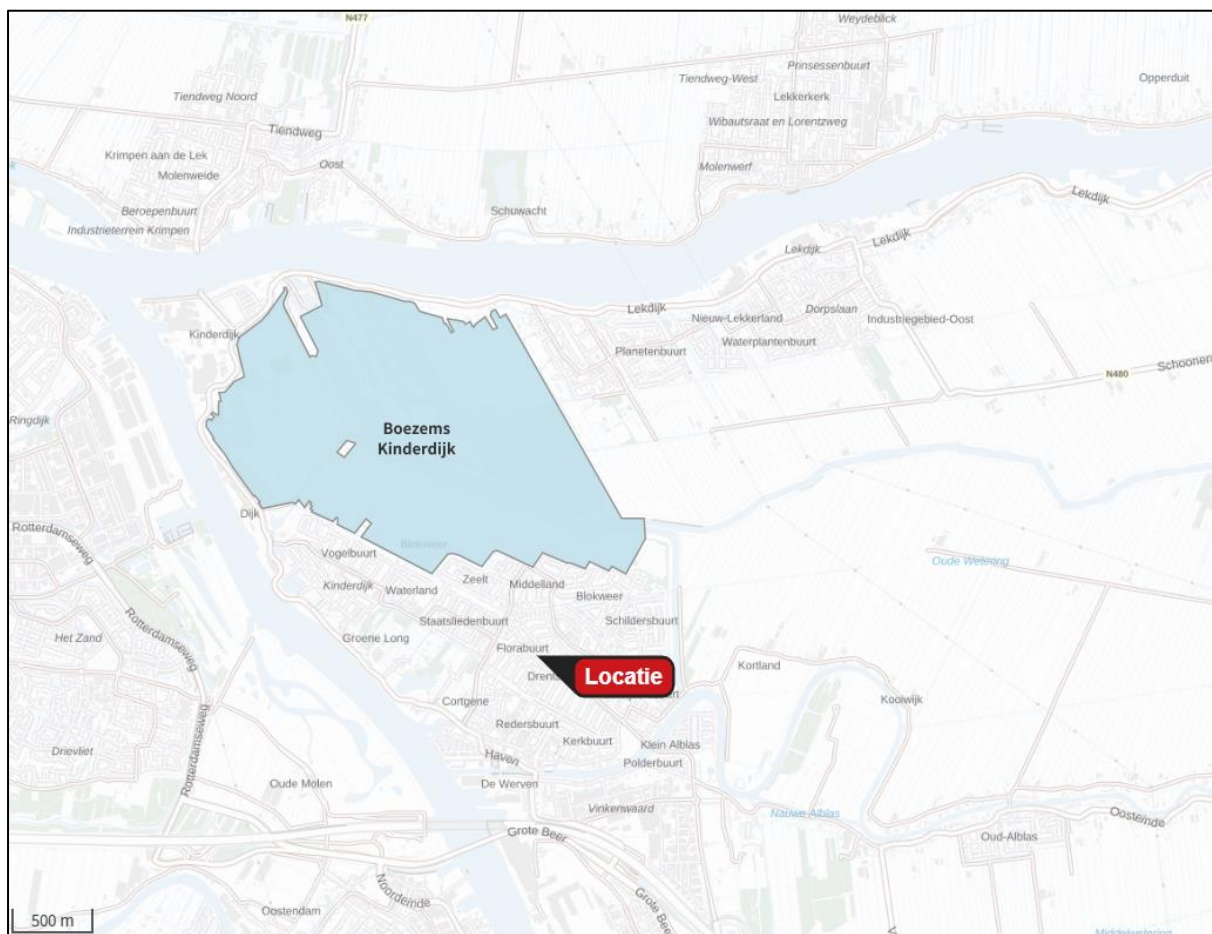 N477
Weydeblick
Prinsessenbuurt
Tiendweg-West
Opperduit
Tiendweg Noord
Lekkerkerk
Wibautsraat en Lorentzweg
Tiendweg
Krimpen aan de Lek
Oost
Molenweide
Molenwerf
Lekdijk
Beroepenbuurt
Schuwacht
Industrieterrein Krimpen
Lekdijk
Lekdijk
Lekdijk
Dorpslaan
Kinderdijk
Nieuw-Lekkerland
Industriegebied-Oost
Waterplantenbuurt
Planetenbuurt
Schoonen
N480
Ringdijk
Boezems
Kinderdijk
Dijk
Rotterdamseweg
Vogelbuurt
Blokweer
Oude Wetering
Kinderdijk
Waterland
Zeelt
Middelland
Blokweer
Rotterdamseweg
Het Zand
Groene Long
Staatsliedenbuurt
Schildersbuurt
Florabuurt
Kortland
Locatie
Drent
Cortgene
Kooiwijk
Rotterdamseweg
Redersbuurt
Drievliet
Kerkbuurt
Klein Alblas
Haven
Polderbuurt
Oude Molen
De Werven
Vinkenwaard
Nauwe Alblas
Oosteinde
Grote Beer
Oud-Alblas
Noordeinde
Grote Beer
Oostendam
500 m
Middelwetering